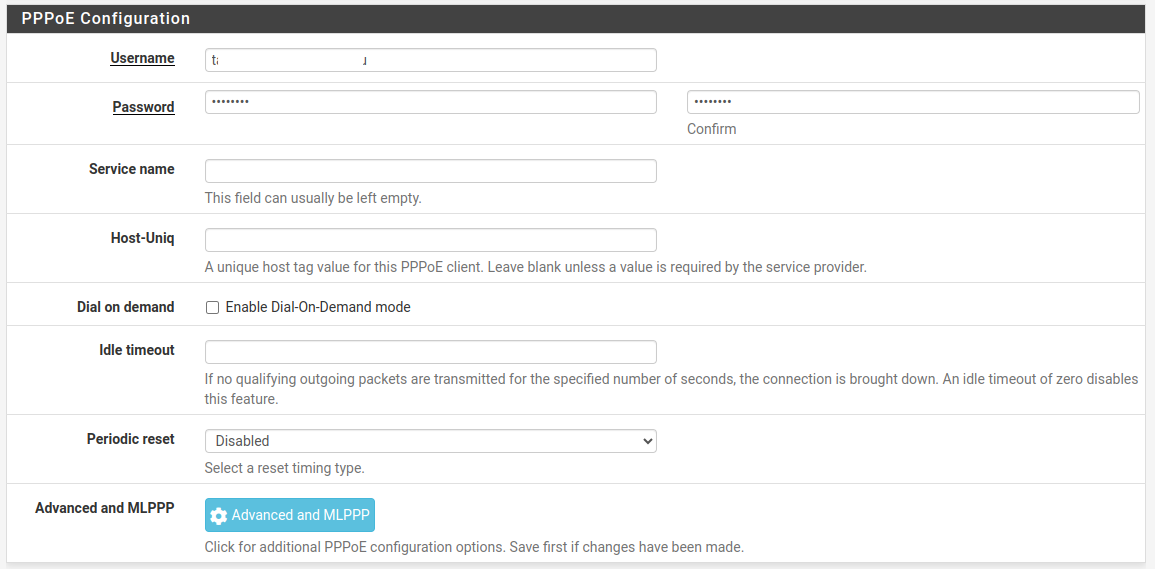 PPPoE Configuration
Username
Password
••••••••
••••••••
Confirm
Service name
This field can usually be left empty.
Host-Uniq
A unique host tag value for this PPPoE client. Leave blank unless a value is required by the service provider.
Dial on demand
Enable Dial-On-Demand mode
Idle timeout
If no qualifying outgoing packets are transmitted for the specified number of seconds, the connection is brought down. An idle timeout of zero disables
this feature.
Periodic reset
Disabled
Select a reset timing type.
Advanced and MLPPP
Advanced and MLPPP
Click for additional PPPoE configuration options. Save first if changes have been made.